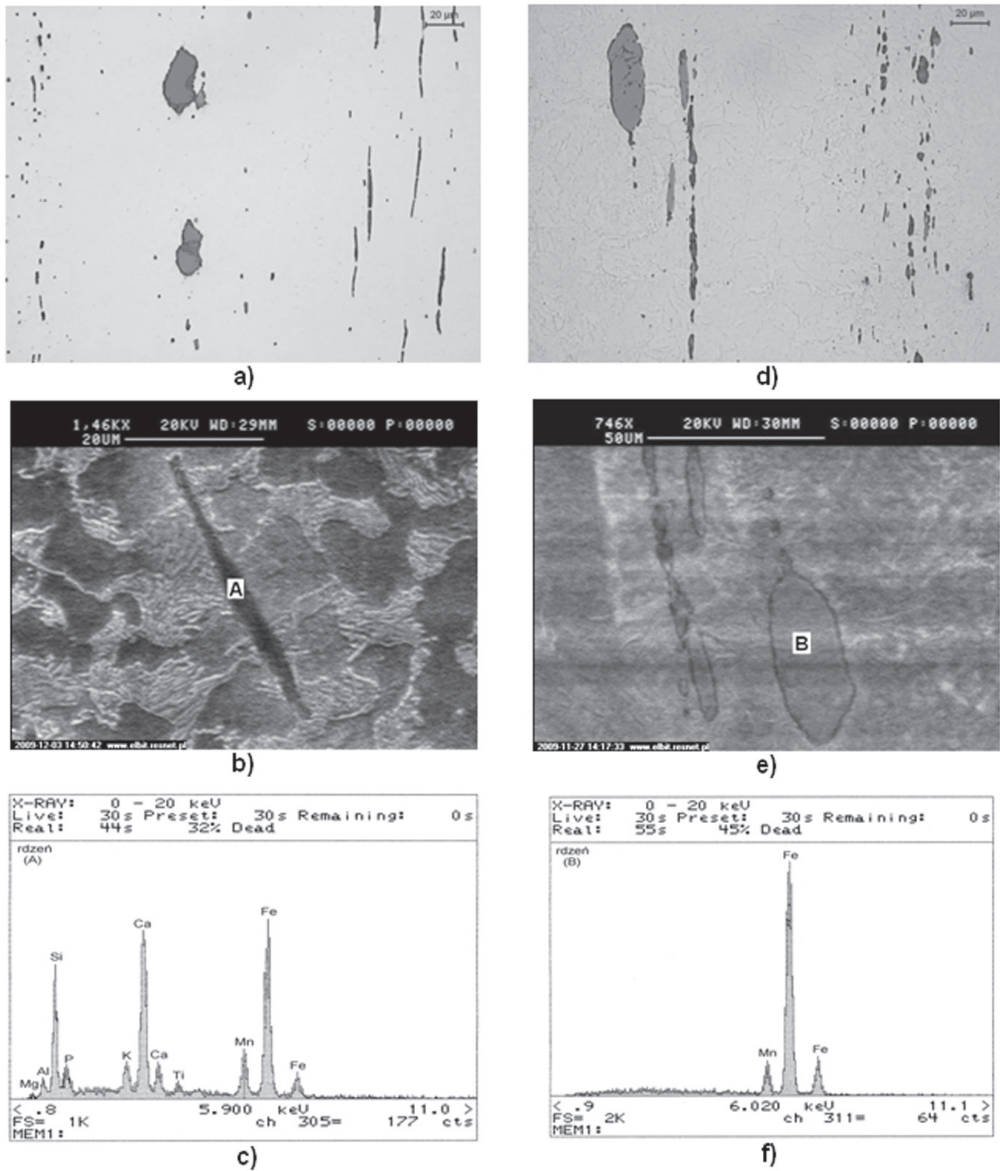 20 µm
20 µm
a)
d)
1,46KX 20KV WD:29MM S:00000 P:00000
20UM
A
2009-12-03 14:50:42 www.elbit.resnet.pl
746X 20KV WD:30MM S:00000 P:00000
50UM
B
2009-11-27 14:17:33 www.elbit.resnet.pl
b)
e)
X-RAY: 0 - 20 keV
Live: 30s Preset: 30s Remaining: 0s
Real: 44s 32% Dead
rdzeń
(A)
Mg Al Si P K Ca Ca Ti Mn Fe Fe
< .8 5.900 keV 11.0 >
FS= 1K ch 305= 177 cts
MEM1:
X-RAY: 0 - 20 keV
Live: 30s Preset: 30s Remaining: 0s
Real: 55s 45% Dead
rdzeń
(B)
Mn Fe Fe
< .9 6.020 keV 11.1 >
FS= 2K ch 311= 64 cts
MEM1:
c)
f)